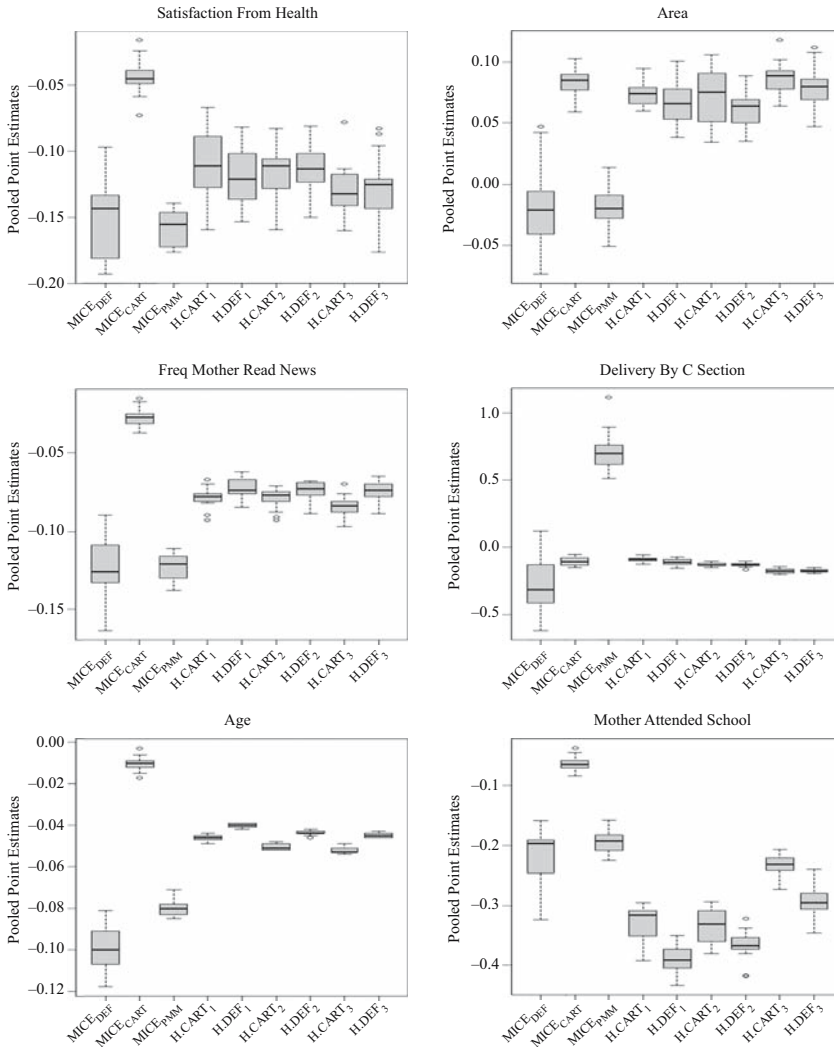 Satisfaction From Health
Pooled Point Estimates
–0.05
–0.10
–0.15
–0.20
MICE_DEF
MICE_CART
MICE_PMM
H.CART_1
H.DEF_1
H.CART_2
H.DEF_2
H.CART_3
H.DEF_3
Area
Pooled Point Estimates
0.10
0.05
0.00
–0.05
MICE_DEF
MICE_CART
MICE_PMM
H.CART_1
H.DEF_1
H.CART_2
H.DEF_2
H.CART_3
H.DEF_3
Freq Mother Read News
Pooled Point Estimates
–0.05
–0.10
–0.15
MICE_DEF
MICE_CART
MICE_PMM
H.CART_1
H.DEF_1
H.CART_2
H.DEF_2
H.CART_3
H.DEF_3
Delivery By C Section
Pooled Point Estimates
1.0
0.5
0.0
–0.5
MICE_DEF
MICE_CART
MICE_PMM
H.CART_1
H.DEF_1
H.CART_2
H.DEF_2
H.CART_3
H.DEF_3
Age
Pooled Point Estimates
0.00
–0.02
–0.04
–0.06
–0.08
–0.10
–0.12
MICE_DEF
MICE_CART
MICE_PMM
H.CART_1
H.DEF_1
H.CART_2
H.DEF_2
H.CART_3
H.DEF_3
Mother Attended School
Pooled Point Estimates
–0.1
–0.2
–0.3
–0.4
MICE_DEF
MICE_CART
MICE_PMM
H.CART_1
H.DEF_1
H.CART_2
H.DEF_2
H.CART_3
H.DEF_3